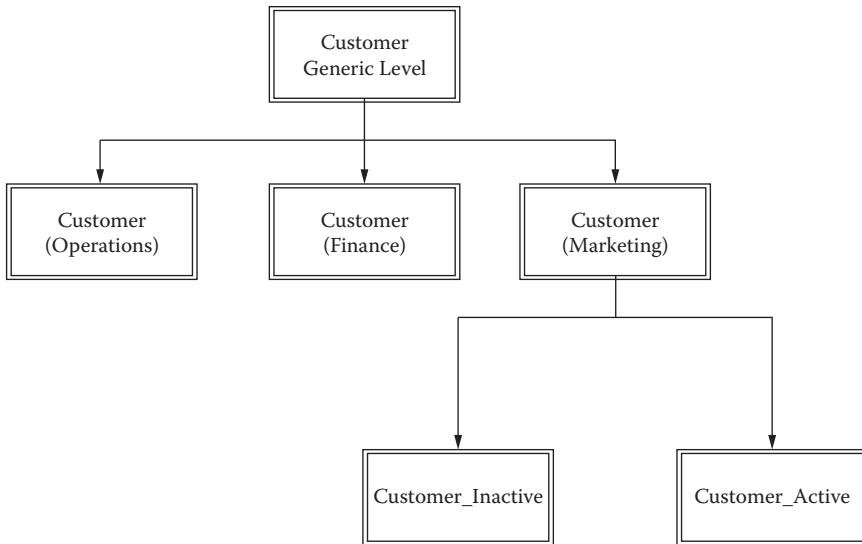 Customer
Generic Level
Customer
(Operations)
Customer
(Finance)
Customer
(Marketing)
Customer_Inactive
Customer_Active